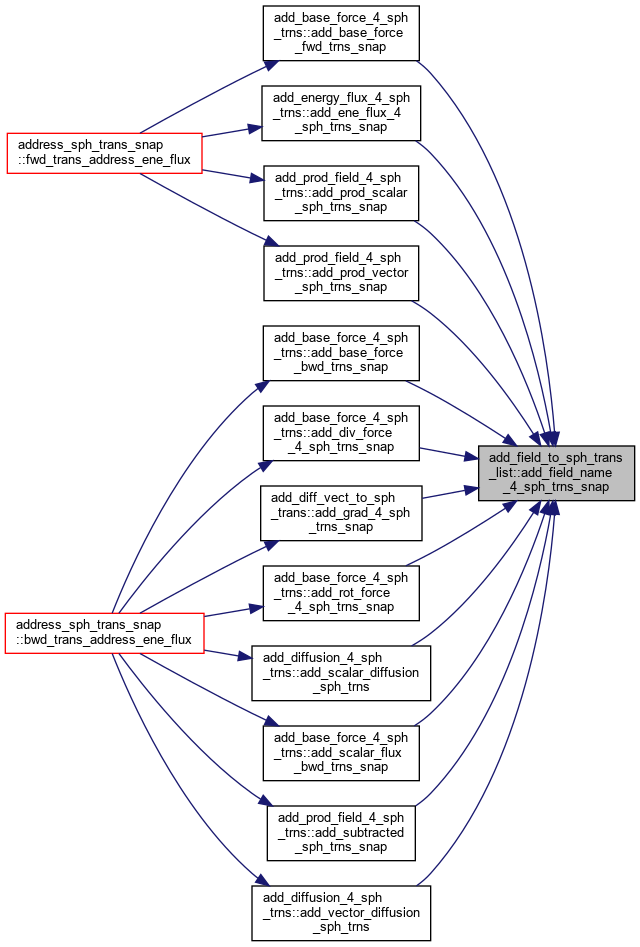 add_base_force_4_sph
_trns::add_base_force
_fwd_trns_snap
add_energy_flux_4_sph
_trns::add_ene_flux_4
_sph_trns_snap
address_sph_trans_snap
::fwd_trans_address_ene_flux
add_prod_field_4_sph
_trns::add_prod_scalar
_sph_trns_snap
add_prod_field_4_sph
_trns::add_prod_vector
_sph_trns_snap
add_base_force_4_sph
_trns::add_base_force
_bwd_trns_snap
add_base_force_4_sph
_trns::add_div_force
_4_sph_trns_snap
add_field_to_sph_trans
_list::add_field_name
_4_sph_trns_snap
add_diff_vect_to_sph
_trans::add_grad_4_sph
_trns_snap
add_base_force_4_sph
_trns::add_rot_force
_4_sph_trns_snap
address_sph_trans_snap
::bwd_trans_address_ene_flux
add_diffusion_4_sph
_trns::add_scalar_diffusion
_sph_trns
add_base_force_4_sph
_trns::add_scalar_flux
_bwd_trns_snap
add_prod_field_4_sph
_trns::add_subtracted
_sph_trns_snap
add_diffusion_4_sph
_trns::add_vector_diffusion
_sph_trns